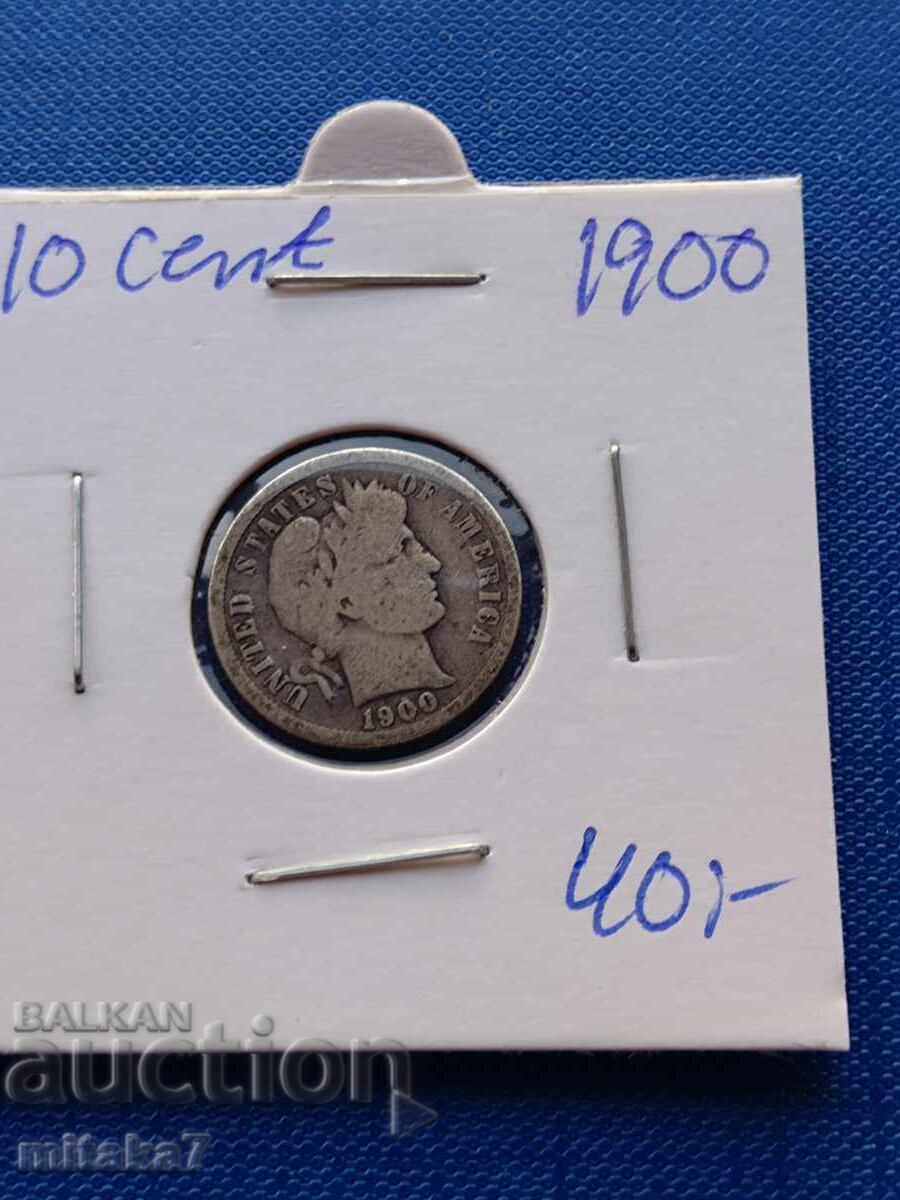 10 cent 1900
UNITED STATES OF AMERICA
1900
40,-
BALKAN
auction
mitaka7